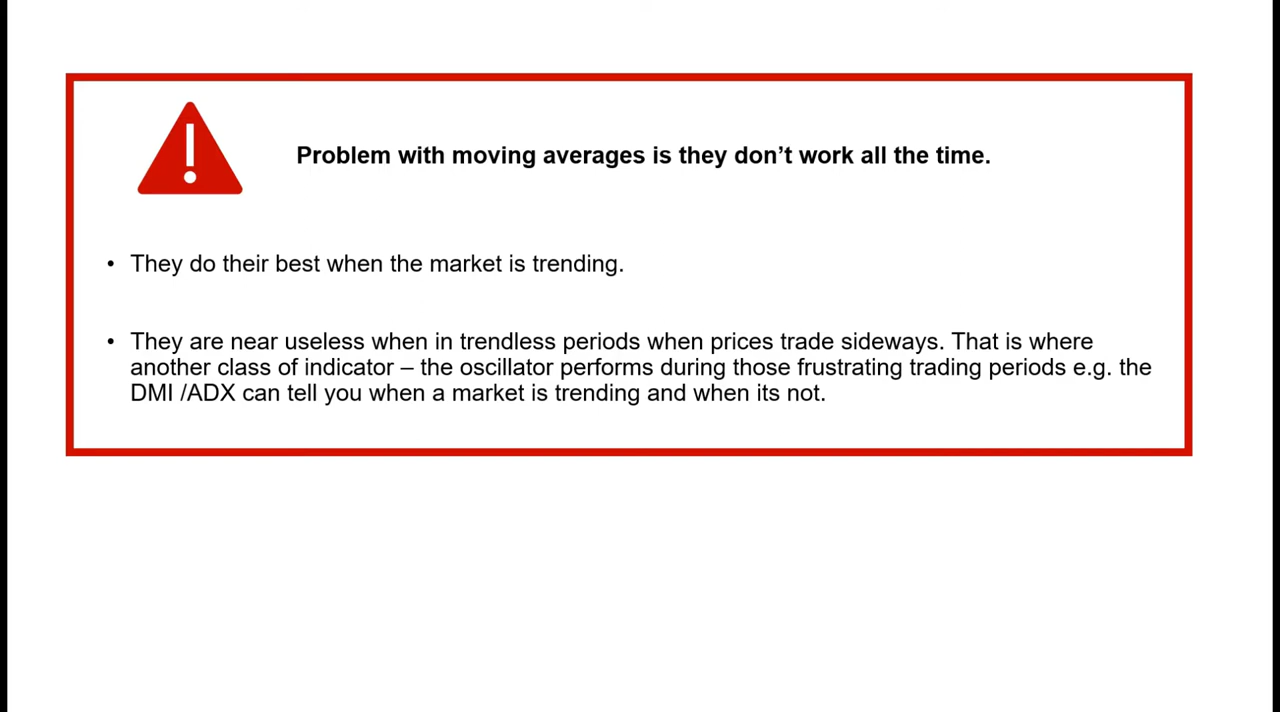 Problem with moving averages is they don’t work all the time.
• They do their best when the market is trending.
• They are near useless when in trendless periods when prices trade sideways. That is where
another class of indicator – the oscillator performs during those frustrating trading periods e.g. the
DMI /ADX can tell you when a market is trending and when its not.